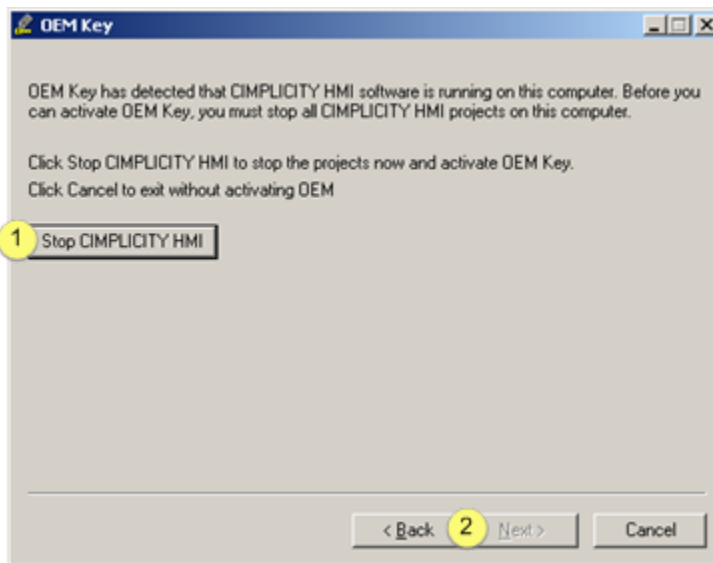 OEM Key
OEM Key has detected that CIMPLICITY HMI software is running on this computer. Before you
can activate OEM Key, you must stop all CIMPLICITY HMI projects on this computer.
Click Stop CIMPLICITY HMI to stop the projects now and activate OEM Key.
Click Cancel to exit without activating OEM
1 Stop CIMPLICITY HMI
< Back 2 Next > Cancel